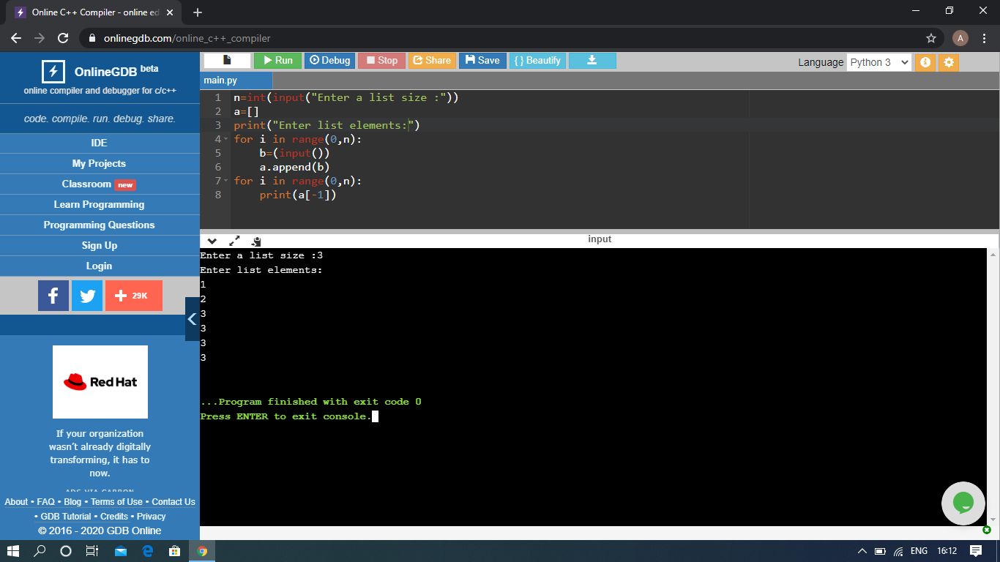 Online C++ Compiler - online ed
onlinegdb.com/online_c++_compiler
A
OnlineGDB beta
online compiler and debugger for c/c++
code. compile. run. debug. share.
IDE
My Projects
Classroom new
Learn Programming
Programming Questions
Sign Up
Login
29K
Red Hat
If your organization
wasn't already digitally
transforming, it has to
now.
ADS VIA CARBON
About • FAQ • Blog • Terms of Use • Contact Us
• GDB Tutorial • Credits • Privacy
© 2016 - 2020 GDB Online
Run Debug Stop Share Save { } Beautify
Language Python 3
main.py
1 n=int(input("Enter a list size :"))
2 a=[]
3 print("Enter list elements:")
4 for i in range(0,n):
5 b=(input())
6 a.append(b)
7 for i in range(0,n):
8 print(a[-1])
input
Enter a list size :3
Enter list elements:
1
2
3
3
3
3
...Program finished with exit code 0
Press ENTER to exit console.
ENG 16:12